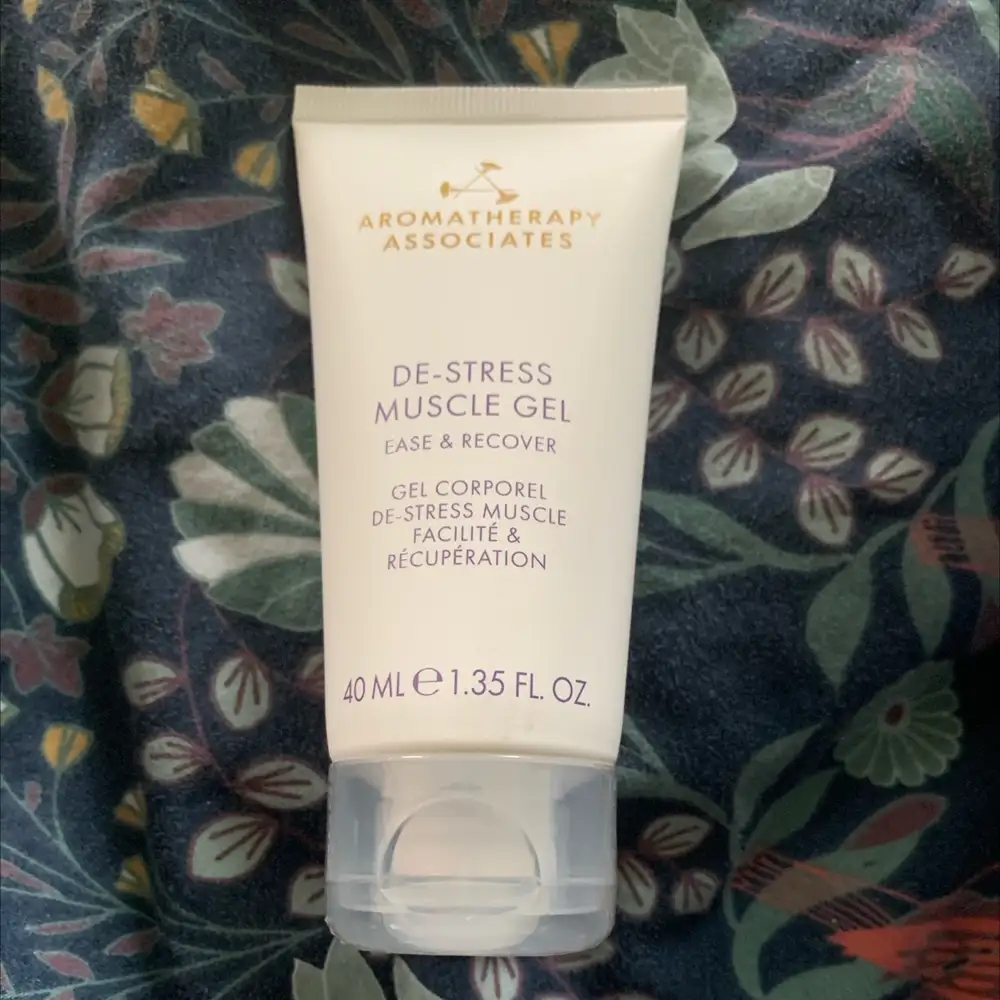 AROMATHERAPY
ASSOCIATES
DE-STRESS
MUSCLE GEL
EASE & RECOVER
GEL CORPOREL
DE-STRESS MUSCLE
FACILITÉ &
RÉCUPÉRATION
40 ML ℮ 1.35 FL. OZ.